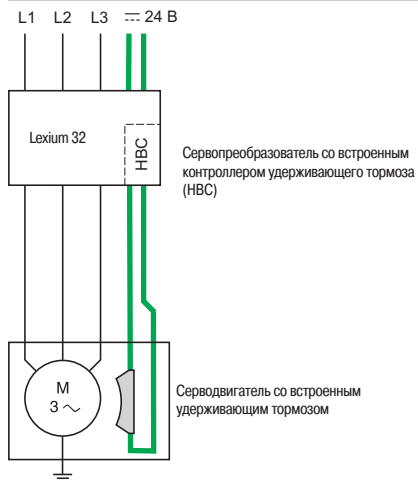 L1 L2 L3 ⎓ 24 В
Lexium 32
HBC
Сервопреобразователь со встроенным
контроллером удерживающего тормоза
(HBC)
M
3 ~
Серводвигатель со встроенным
удерживающим тормозом